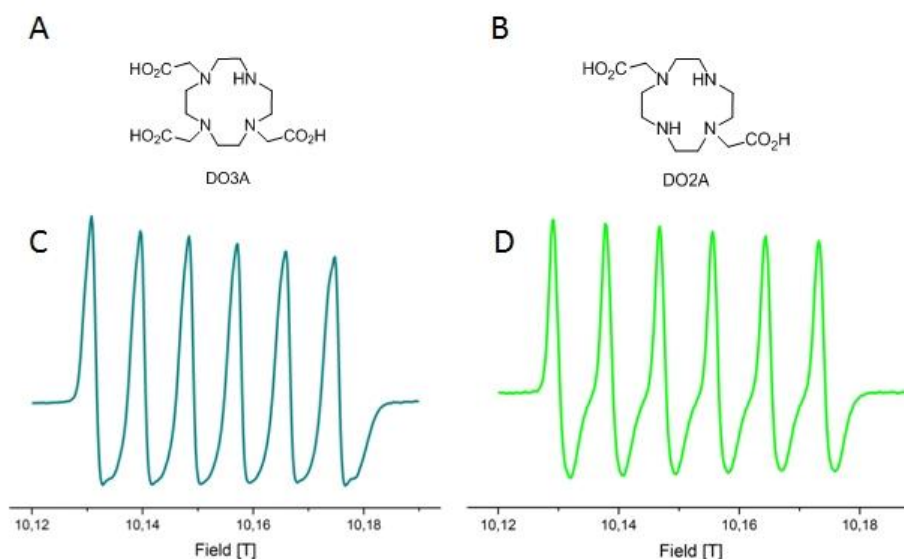 A
B
HO₂C
N
HN
HO₂C
N
N
CO₂H
DO3A
HO₂C
N
HN
NH
N
CO₂H
DO2A
C
D
10,12
10,14
10,16
10,18
Field [T]
10,12
10,14
10,16
10,18
Field [T]